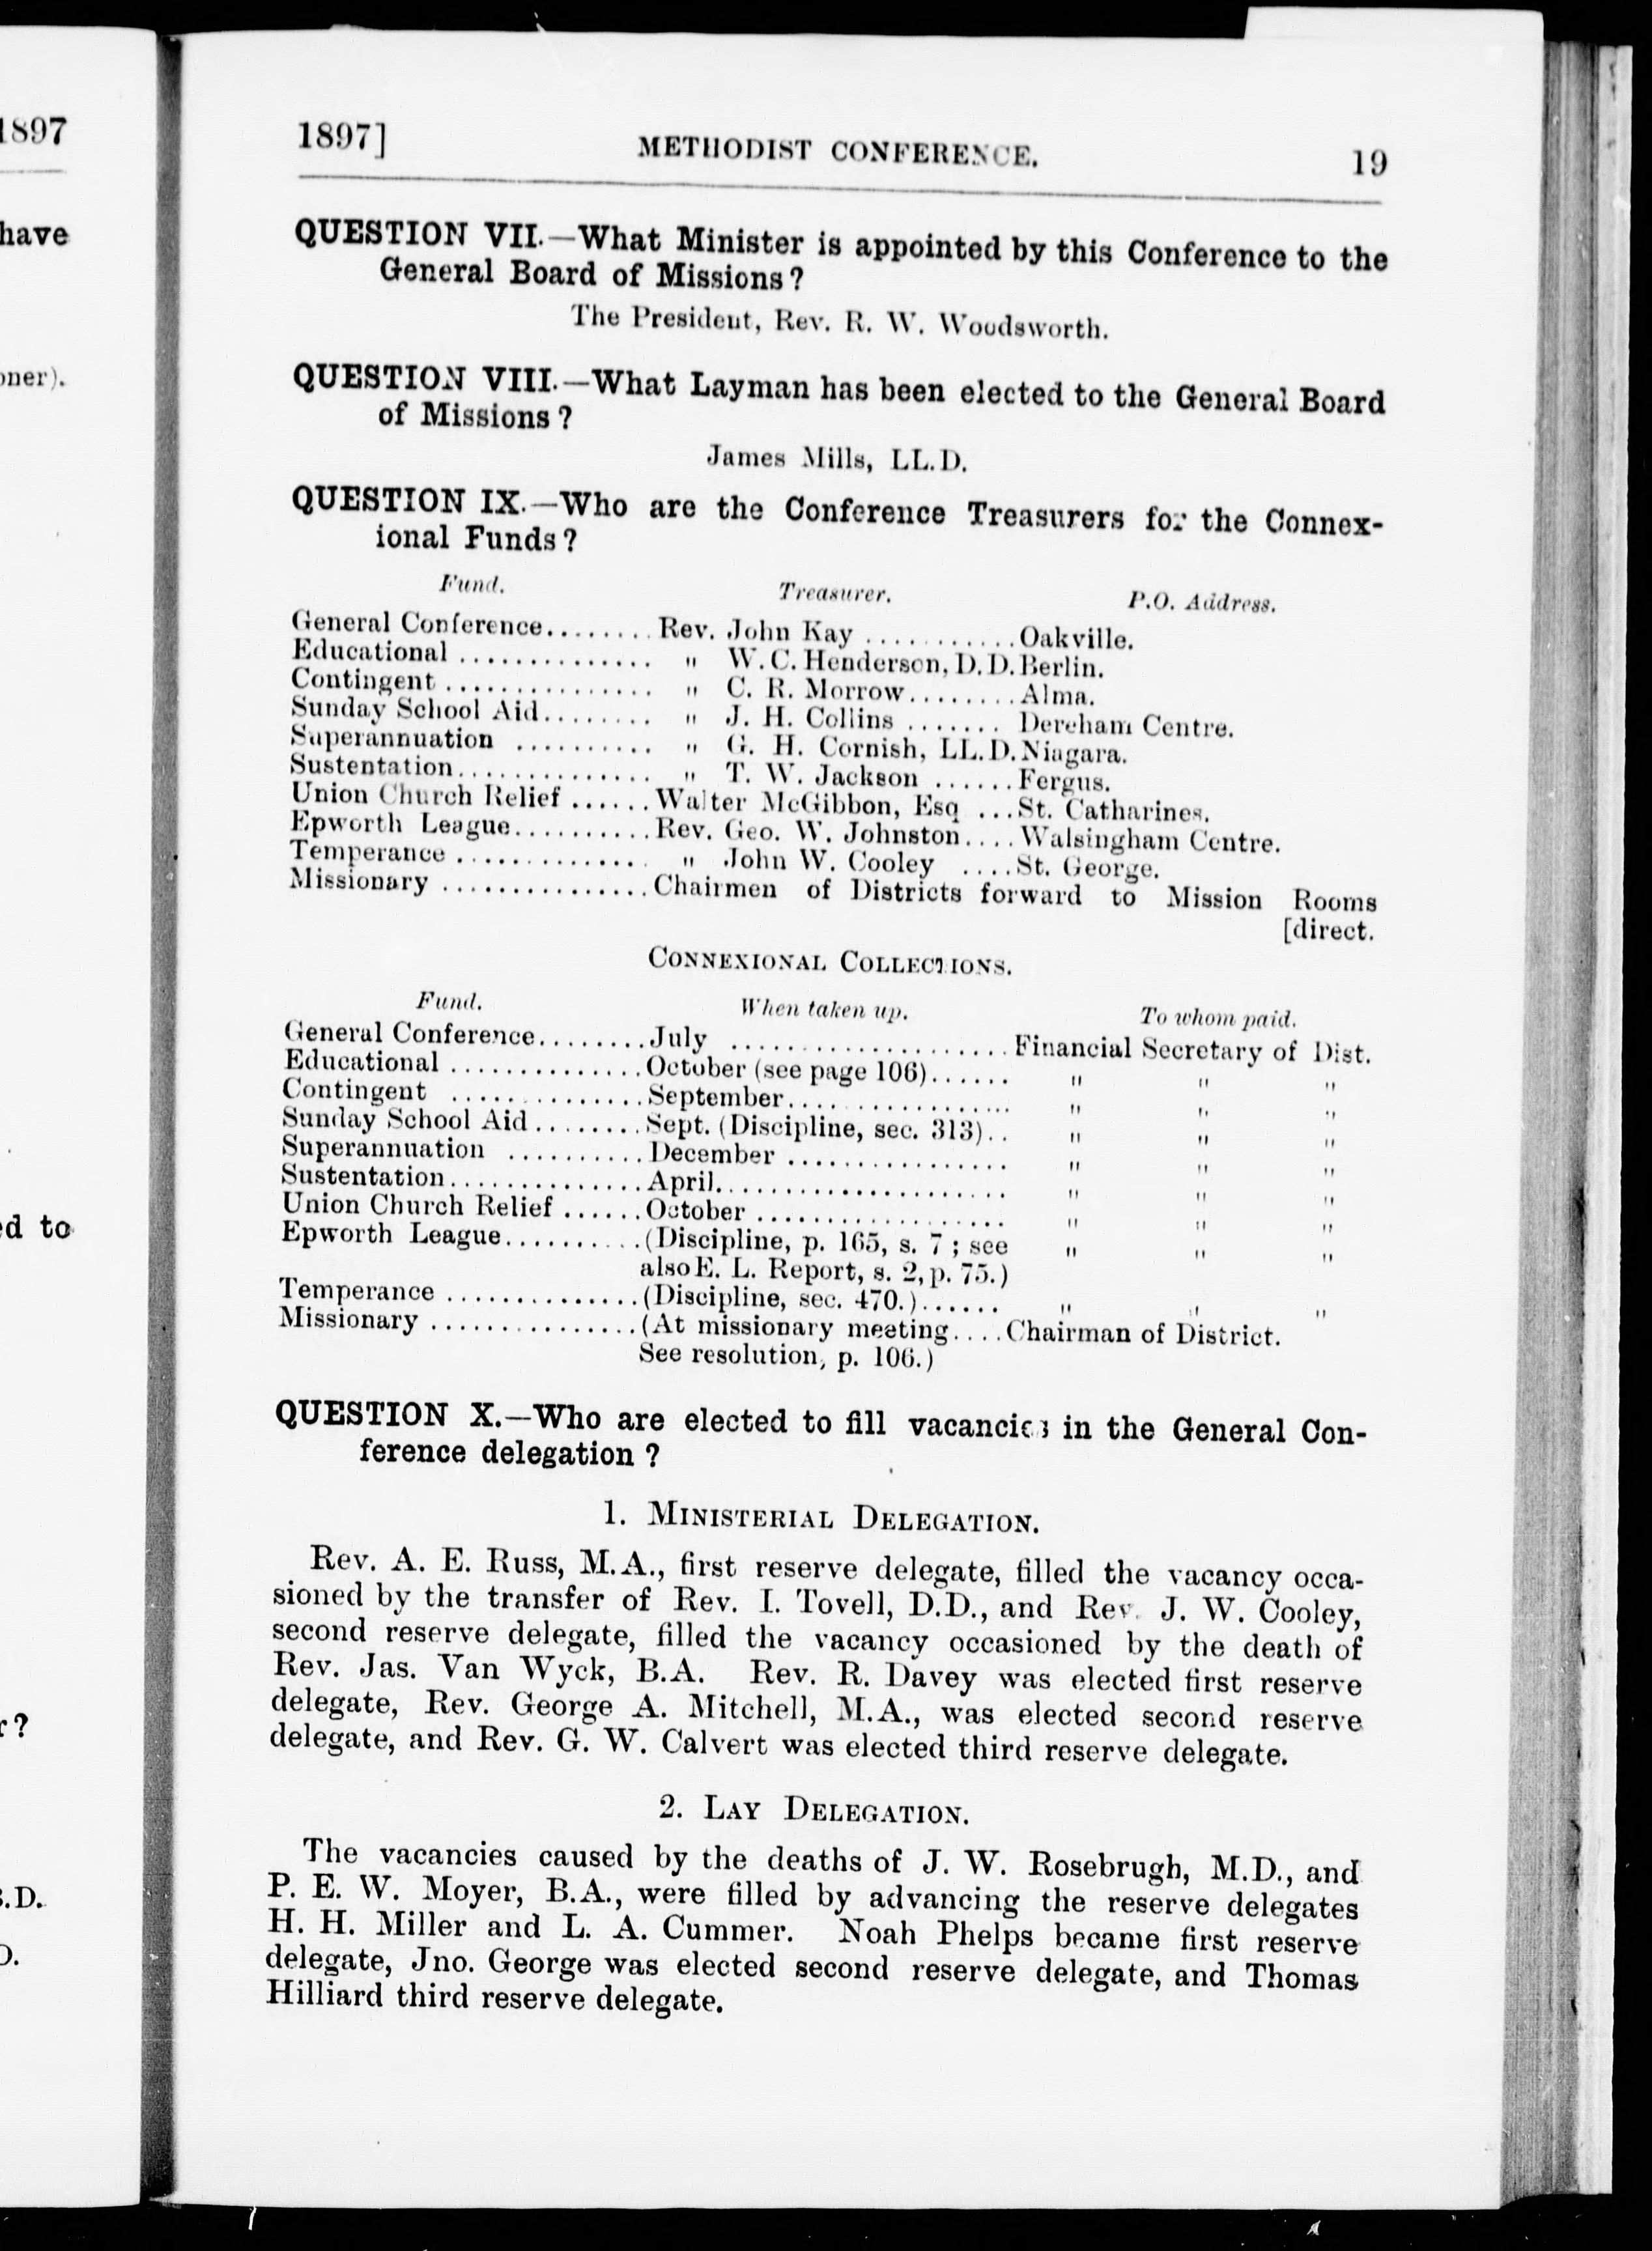 1897
have
oner).
ed to
r?
.D.
1897] METHODIST CONFERENCE. 19
QUESTION VII.—What Minister is appointed by this Conference to the
General Board of Missions?
The President, Rev. R. W. Woodsworth.
QUESTION VIII.—What Layman has been elected to the General Board
of Missions?
James Mills, LL.D.
QUESTION IX.—Who are the Conference Treasurers for the Connex-
ional Funds?
Fund. Treasurer. P.O. Address.
General Conference........Rev. John Kay ...........Oakville.
Educational .............. " W. C. Henderson, D.D. Berlin.
Contingent ............... " C. R. Morrow........Alma.
Sunday School Aid........ " J. H. Collins ....... Dereham Centre.
Superannuation .......... " G. H. Cornish, LL.D. Niagara.
Sustentation.............. " T. W. Jackson ......Fergus.
Union Church Relief ......Walter McGibbon, Esq ...St. Catharines.
Epworth League..........Rev. Geo. W. Johnston....Walsingham Centre.
Temperance .............. " John W. Cooley ....St. George.
Missionary ...............Chairmen of Districts forward to Mission Rooms
[direct.
CONNEXIONAL COLLECTIONS.
Fund. When taken up. To whom paid.
General Conference........July ....................Financial Secretary of Dist.
Educational ..............October (see page 106)...... " " "
Contingent ..............September.................. " " "
Sunday School Aid........Sept. (Discipline, sec. 313).. " " "
Superannuation ..........December ................ " " "
Sustentation..............April..................... " " "
Union Church Relief ......October .................. " " "
Epworth League..........(Discipline, p. 165, s. 7 ; see " " "
also E. L. Report, s. 2, p. 75.)
Temperance ..............(Discipline, sec. 470.)...... " " "
Missionary ...............(At missionary meeting....Chairman of District.
See resolution, p. 106.)
QUESTION X.—Who are elected to fill vacancies in the General Con-
ference delegation ?
1. MINISTERIAL DELEGATION.
Rev. A. E. Russ, M.A., first reserve delegate, filled the vacancy occa-
sioned by the transfer of Rev. I. Tovell, D.D., and Rev. J. W. Cooley,
second reserve delegate, filled the vacancy occasioned by the death of
Rev. Jas. Van Wyck, B.A. Rev. R. Davey was elected first reserve
delegate, Rev. George A. Mitchell, M.A., was elected second reserve
delegate, and Rev. G. W. Calvert was elected third reserve delegate.
2. LAY DELEGATION.
The vacancies caused by the deaths of J. W. Rosebrugh, M.D., and
P. E. W. Moyer, B.A., were filled by advancing the reserve delegates
H. H. Miller and L. A. Cummer. Noah Phelps became first reserve
delegate, Jno. George was elected second reserve delegate, and Thomas
Hilliard third reserve delegate.